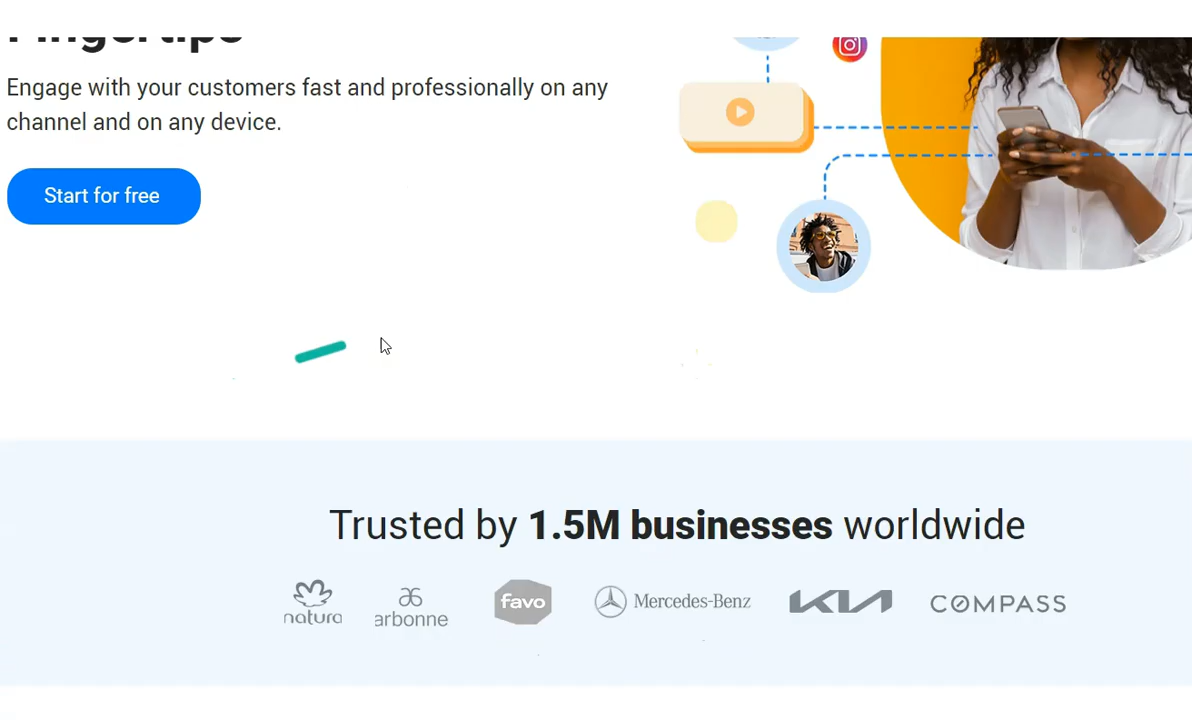 Fingertips
Engage with your customers fast and professionally on any
channel and on any device.
Start for free
Trusted by 1.5M businesses worldwide
natura
arbonne
favo
Mercedes-Benz
KIA
COMPASS